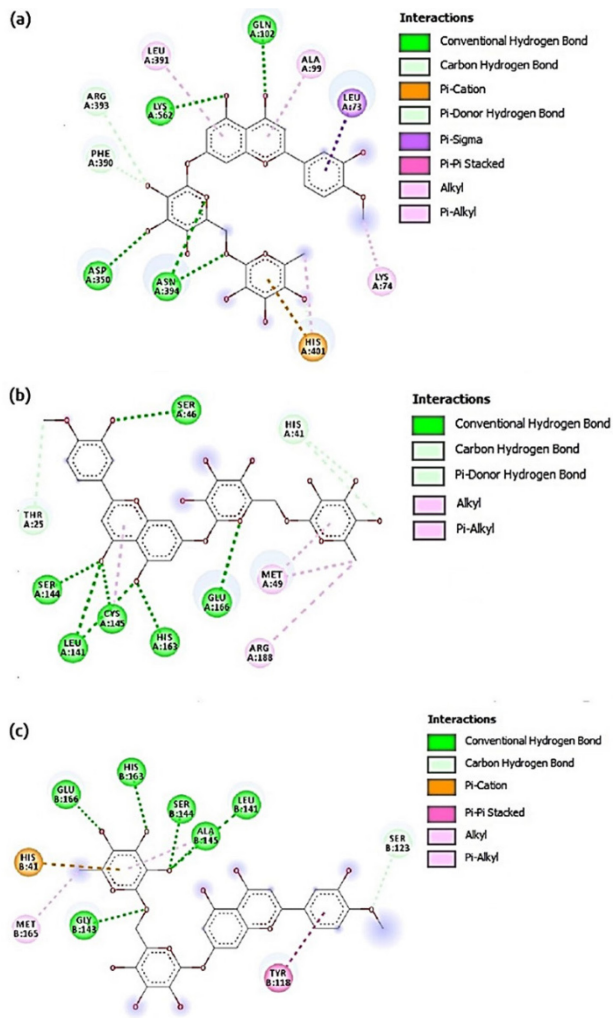 (a)
GLN
A:102
LEU
A:391
ALA
A:99
ARG
A:393
LYS
A:562
LEU
A:73
PHE
A:390
ASP
A:350
ASN
A:394
LYS
A:74
HIS
A:401
Interactions
Conventional Hydrogen Bond
Carbon Hydrogen Bond
Pi-Cation
Pi-Donor Hydrogen Bond
Pi-Sigma
Pi-Pi Stacked
Alkyl
Pi-Alkyl
(b)
SER
A:46
HIS
A:41
THR
A:25
SER
A:144
CYS
A:145
LEU
A:141
HIS
A:163
GLU
A:166
MET
A:49
ARG
A:188
Interactions
Conventional Hydrogen Bond
Carbon Hydrogen Bond
Pi-Donor Hydrogen Bond
Alkyl
Pi-Alkyl
(c)
HIS
B:163
GLU
B:166
SER
B:144
LEU
B:141
ALA
B:145
HIS
B:41
MET
B:165
GLY
B:143
TYR
B:118
SER
B:123
Interactions
Conventional Hydrogen Bond
Carbon Hydrogen Bond
Pi-Cation
Pi-Pi Stacked
Alkyl
Pi-Alkyl